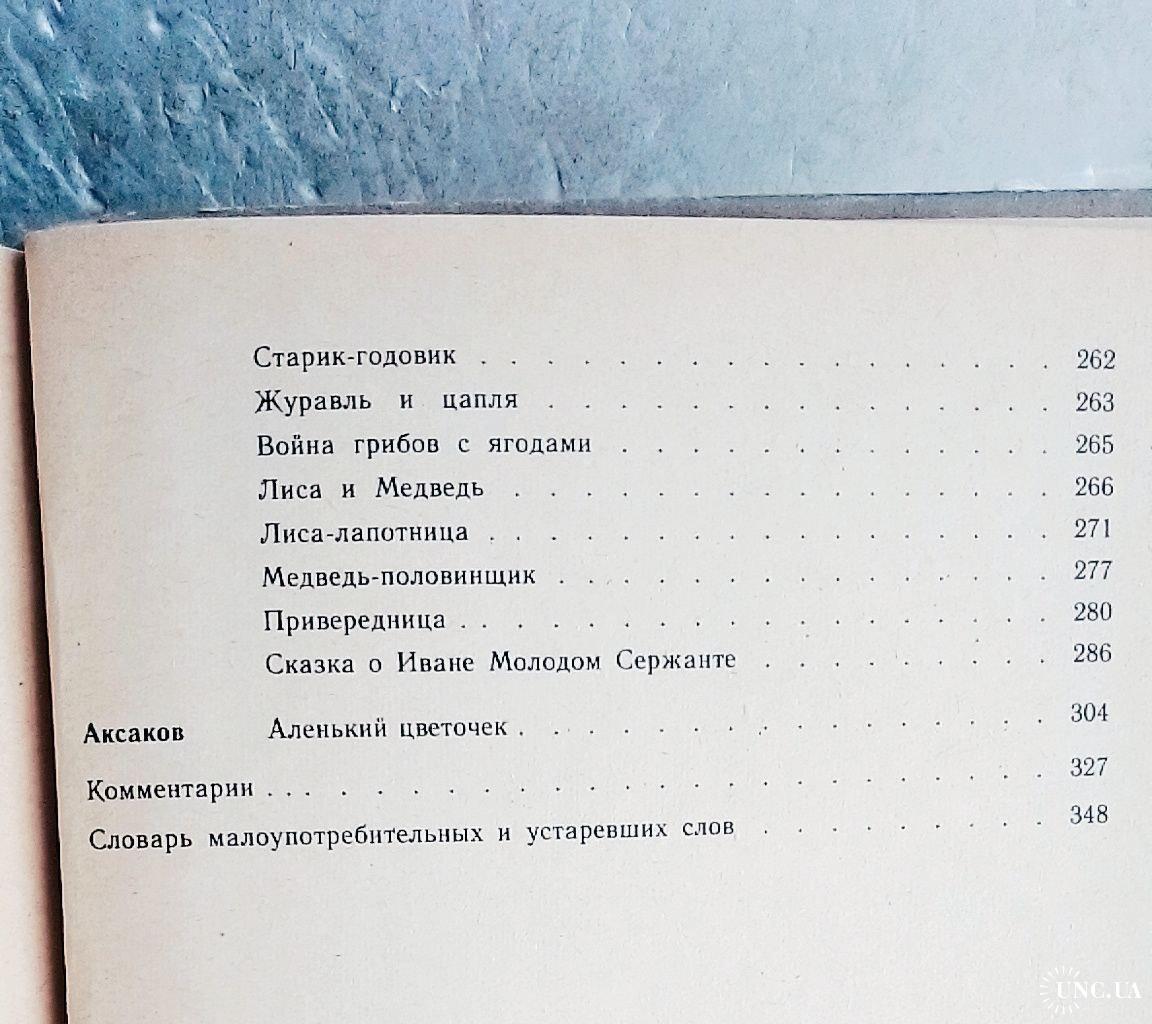 Старик-годовик . . . . . . . . . . . . . . . . 262
Журавль и цапля . . . . . . . . . . . . . . 263
Война грибов с ягодами . . . . . . . . . . . . 265
Лиса и Медведь . . . . . . . . . . . . . . . 266
Лиса-лапотница . . . . . . . . . . . . . . . . 271
Медведь-половинщик . . . . . . . . . . . . . . 277
Привередница . . . . . . . . . . . . . . . . . 280
Сказка о Иване Молодом Сержанте . . . . . . . . 286
Аксаков Аленький цветочек . . . . . . . . . . . . . . 304
Комментарии . . . . . . . . . . . . . . . . . . . 327
Словарь малоупотребительных и устаревших слов . . . . . . . . 348
UNC.UA